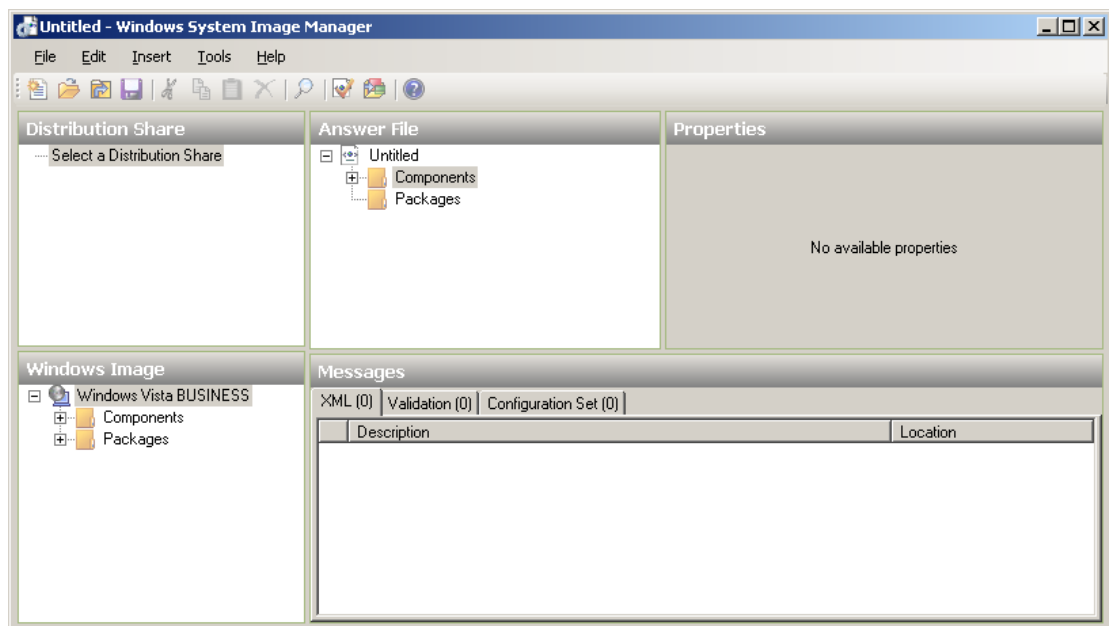 Untitled - Windows System Image Manager
File Edit Insert Tools Help
Distribution Share
Select a Distribution Share
Answer File
Untitled
Components
Packages
Properties
No available properties
Windows Image
Windows Vista BUSINESS
Components
Packages
Messages
XML (0) Validation (0) Configuration Set (0)
Description Location